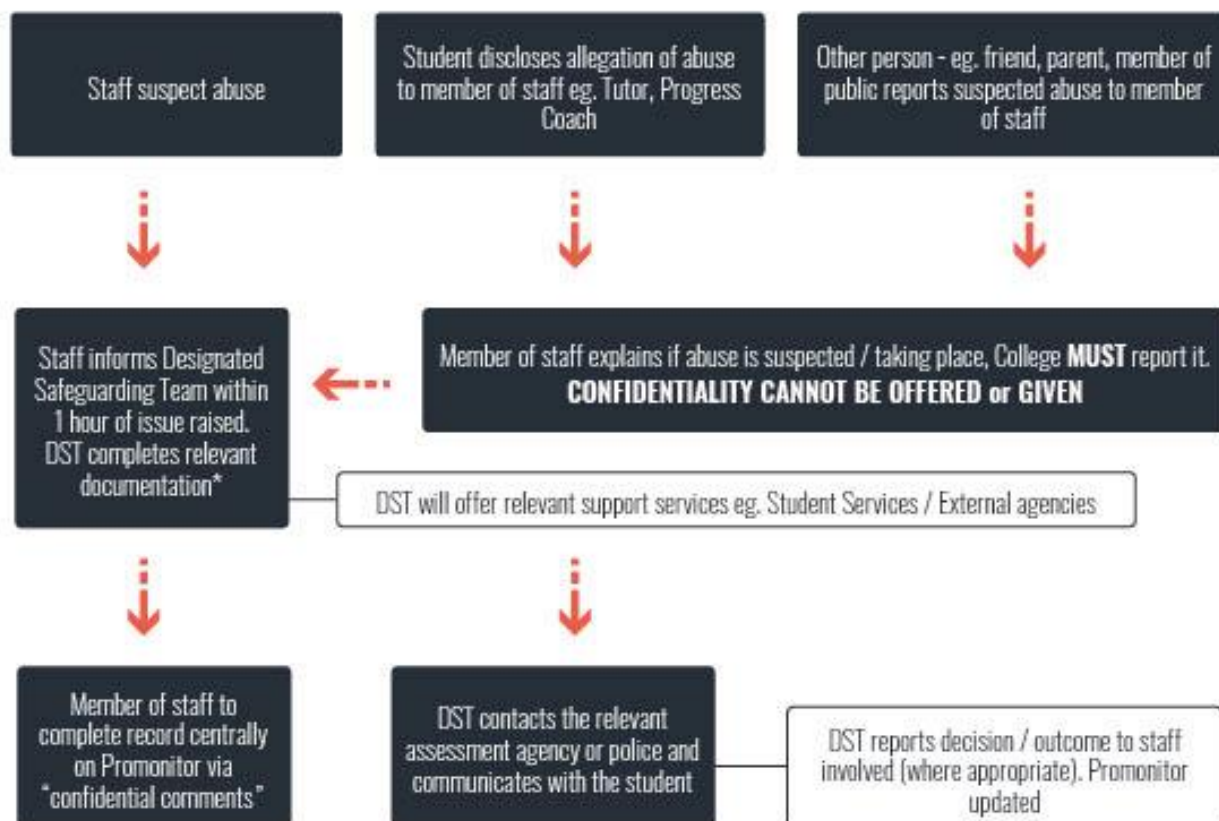 Staff suspect abuse
Student discloses allegation of abuse
to member of staff eg. Tutor, Progress
Coach
Other person - eg. friend, parent, member of
public reports suspected abuse to member
of staff
Staff informs Designated
Safeguarding Team within
1 hour of issue raised.
DST completes relevant
documentation*
Member of staff explains if abuse is suspected / taking place, College MUST report it.
CONFIDENTIALITY CANNOT BE OFFERED or GIVEN
DST will offer relevant support services eg. Student Services / External agencies
Member of staff to
complete record centrally
on Promonitor via
"confidential comments"
DST contacts the relevant
assessment agency or police and
communicates with the student
DST reports decision / outcome to staff
involved (where appropriate). Promonitor
updated